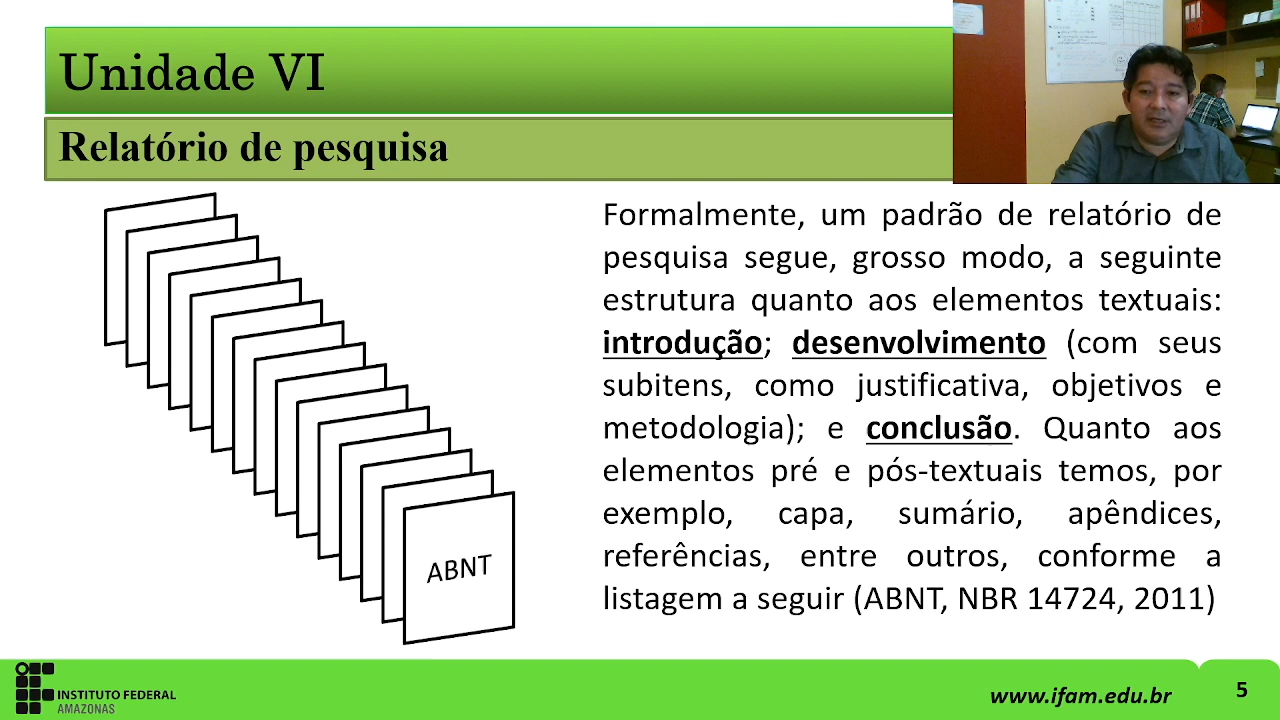 Unidade VI
Relatório de pesquisa
Formalmente, um padrão de relatório de
pesquisa segue, grosso modo, a seguinte
estrutura quanto aos elementos textuais:
introdução; desenvolvimento (com seus
subitens, como justificativa, objetivos e
metodologia); e conclusão. Quanto aos
elementos pré e pós-textuais temos, por
exemplo, capa, sumário, apêndices,
referências, entre outros, conforme a
listagem a seguir (ABNT, NBR 14724, 2011)
ABNT
INSTITUTO FEDERAL
AMAZONAS
www.ifam.edu.br
5